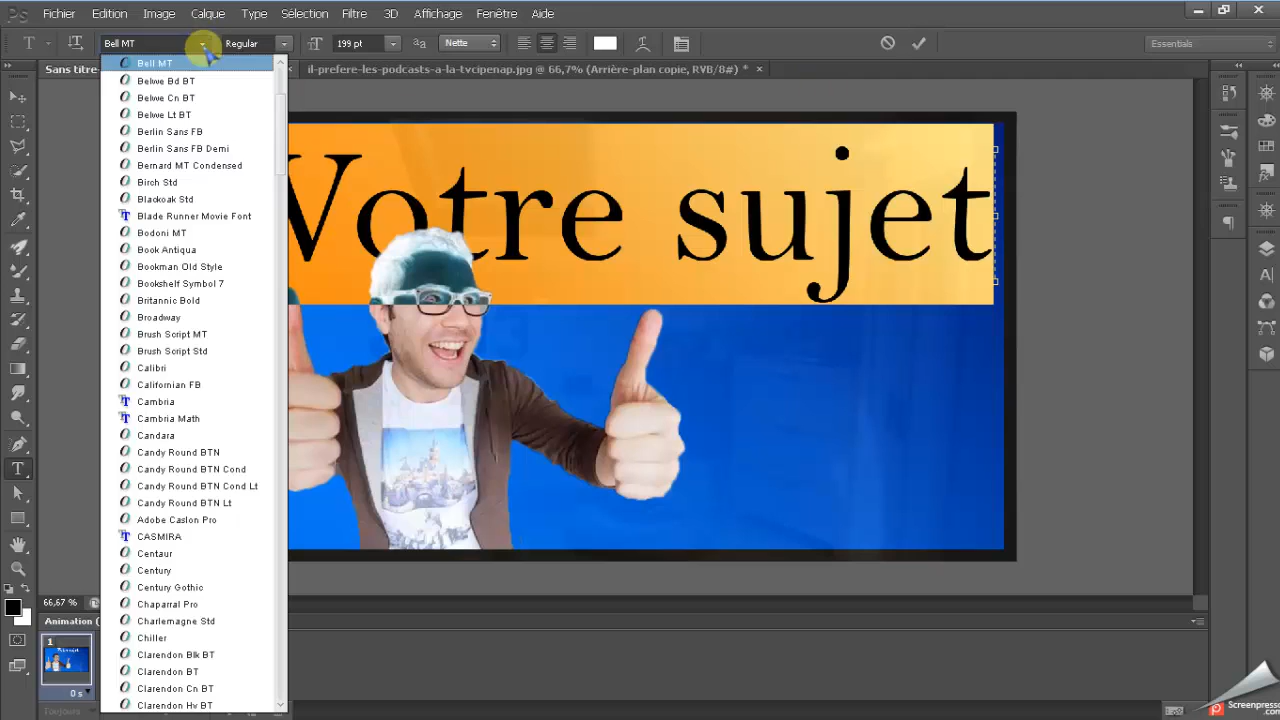 Ps Fichier Edition Image Calque Type Sélection Filtre 3D Affichage Fenêtre Aide
T Bell MT Regular 199 pt aa Nette Essentials
Sans titre- il-prefere-les-podcasts-a-la-tvcipenap.jpg @ 66,7% (Arrière-plan copie, RVB/8#) * ×
Bell MT
Belwe Bd BT
Belwe Cn BT
Belwe Lt BT
Berlin Sans FB
Berlin Sans FB Demi
Bernard MT Condensed
Birch Std
Blackoak Std
Blade Runner Movie Font
Bodoni MT
Book Antiqua
Bookman Old Style
Bookshelf Symbol 7
Britannic Bold
Broadway
Brush Script MT
Brush Script Std
Calibri
Californian FB
Cambria
Cambria Math
Candara
Candy Round BTN
Candy Round BTN Cond
Candy Round BTN Cond Lt
Candy Round BTN Lt
Adobe Caslon Pro
CASMIRA
Centaur
Century
Century Gothic
Chaparral Pro
Charlemagne Std
Chiller
Clarendon Blk BT
Clarendon BT
Clarendon Cn BT
Clarendon Hv BT
Votre sujet
66,67 %
Animation (
1
0 s
Toujours
Screenpresso
.com